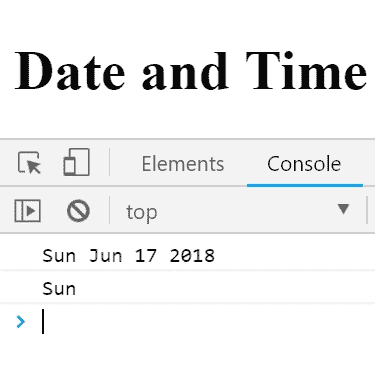 Date and Time
Elements Console
top
Sun Jun 17 2018
Sun